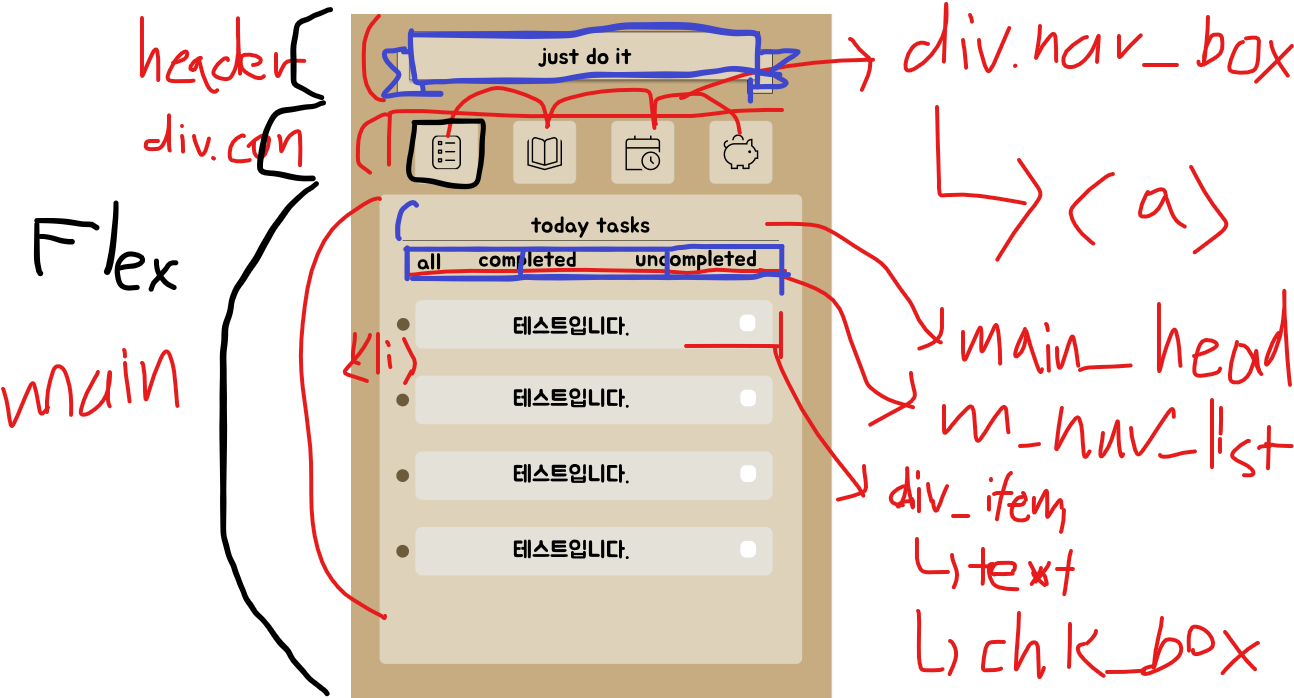 header
div.con
Flex
main
just do it
today tasks
all completed uncompleted
테스트입니다.
<li>
테스트입니다.
테스트입니다.
테스트입니다.
div.nav_box
<a>
main_head
m_nav_list
div_item
text
chk_box